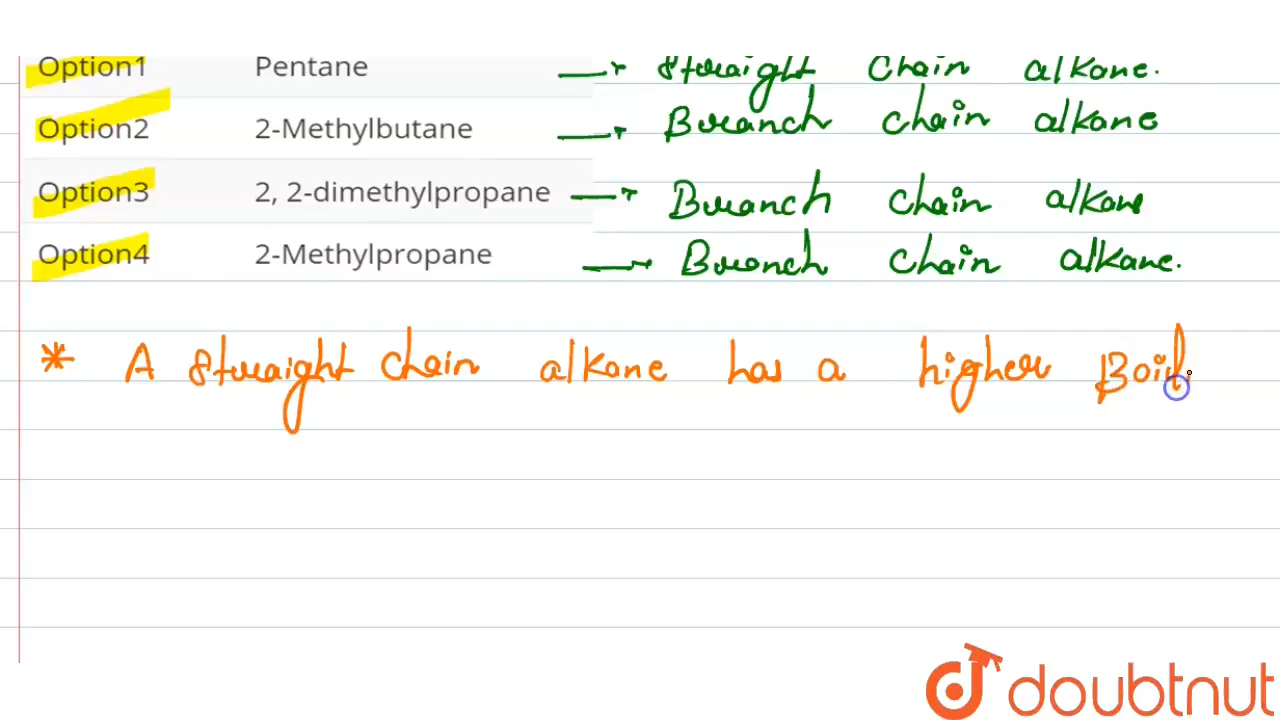 Option1 Pentane → straight chain alkane.
Option2 2-Methylbutane → Branch chain alkane
Option3 2, 2-dimethylpropane → Branch chain alkane
Option4 2-Methylpropane → Branch chain alkane.
* A straight chain alkane has a higher Boil
doubtnut